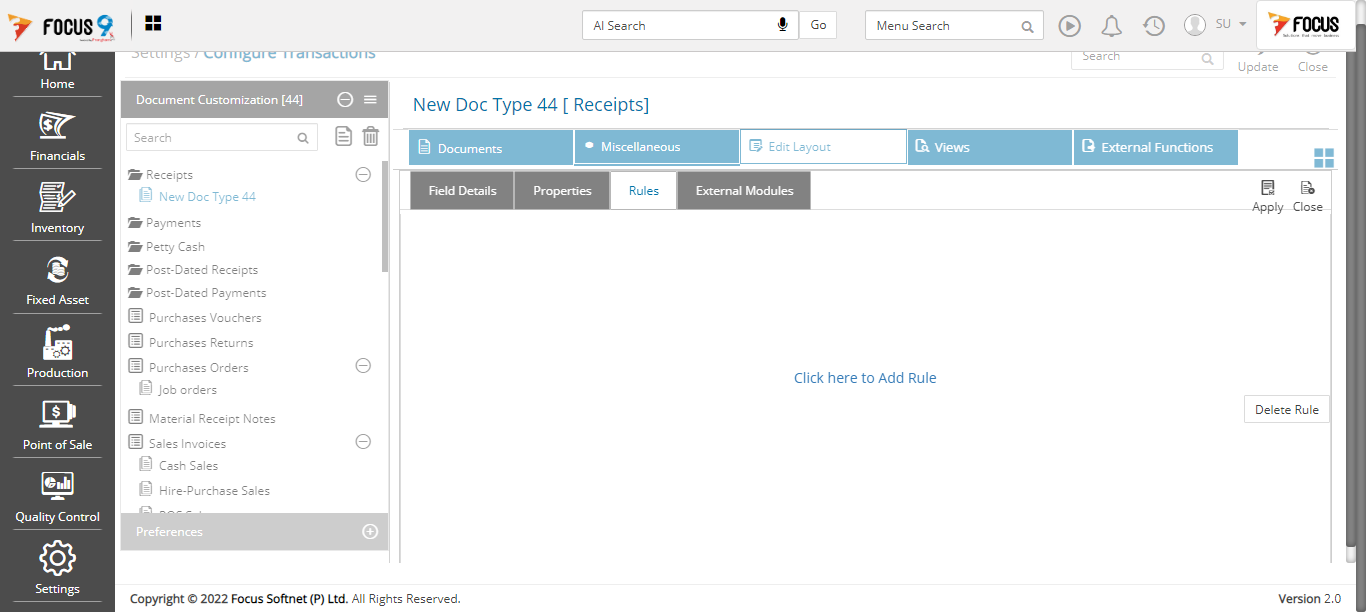 FOCUS 9
AI Search
Go
Menu Search
SU
FOCUS
Settings / Configure Transactions
Search
Update
Close
Home
Financials
Inventory
Fixed Asset
Production
Point of Sale
Quality Control
Settings
Document Customization [44]
Search
Receipts
New Doc Type 44
Payments
Petty Cash
Post-Dated Receipts
Post-Dated Payments
Purchases Vouchers
Purchases Returns
Purchases Orders
Job orders
Material Receipt Notes
Sales Invoices
Cash Sales
Hire-Purchase Sales
Preferences
New Doc Type 44 [ Receipts]
Documents
Miscellaneous
Edit Layout
Views
External Functions
Field Details
Properties
Rules
External Modules
Apply
Close
Click here to Add Rule
Delete Rule
Copyright © 2022 Focus Softnet (P) Ltd. All Rights Reserved.
Version 2.0